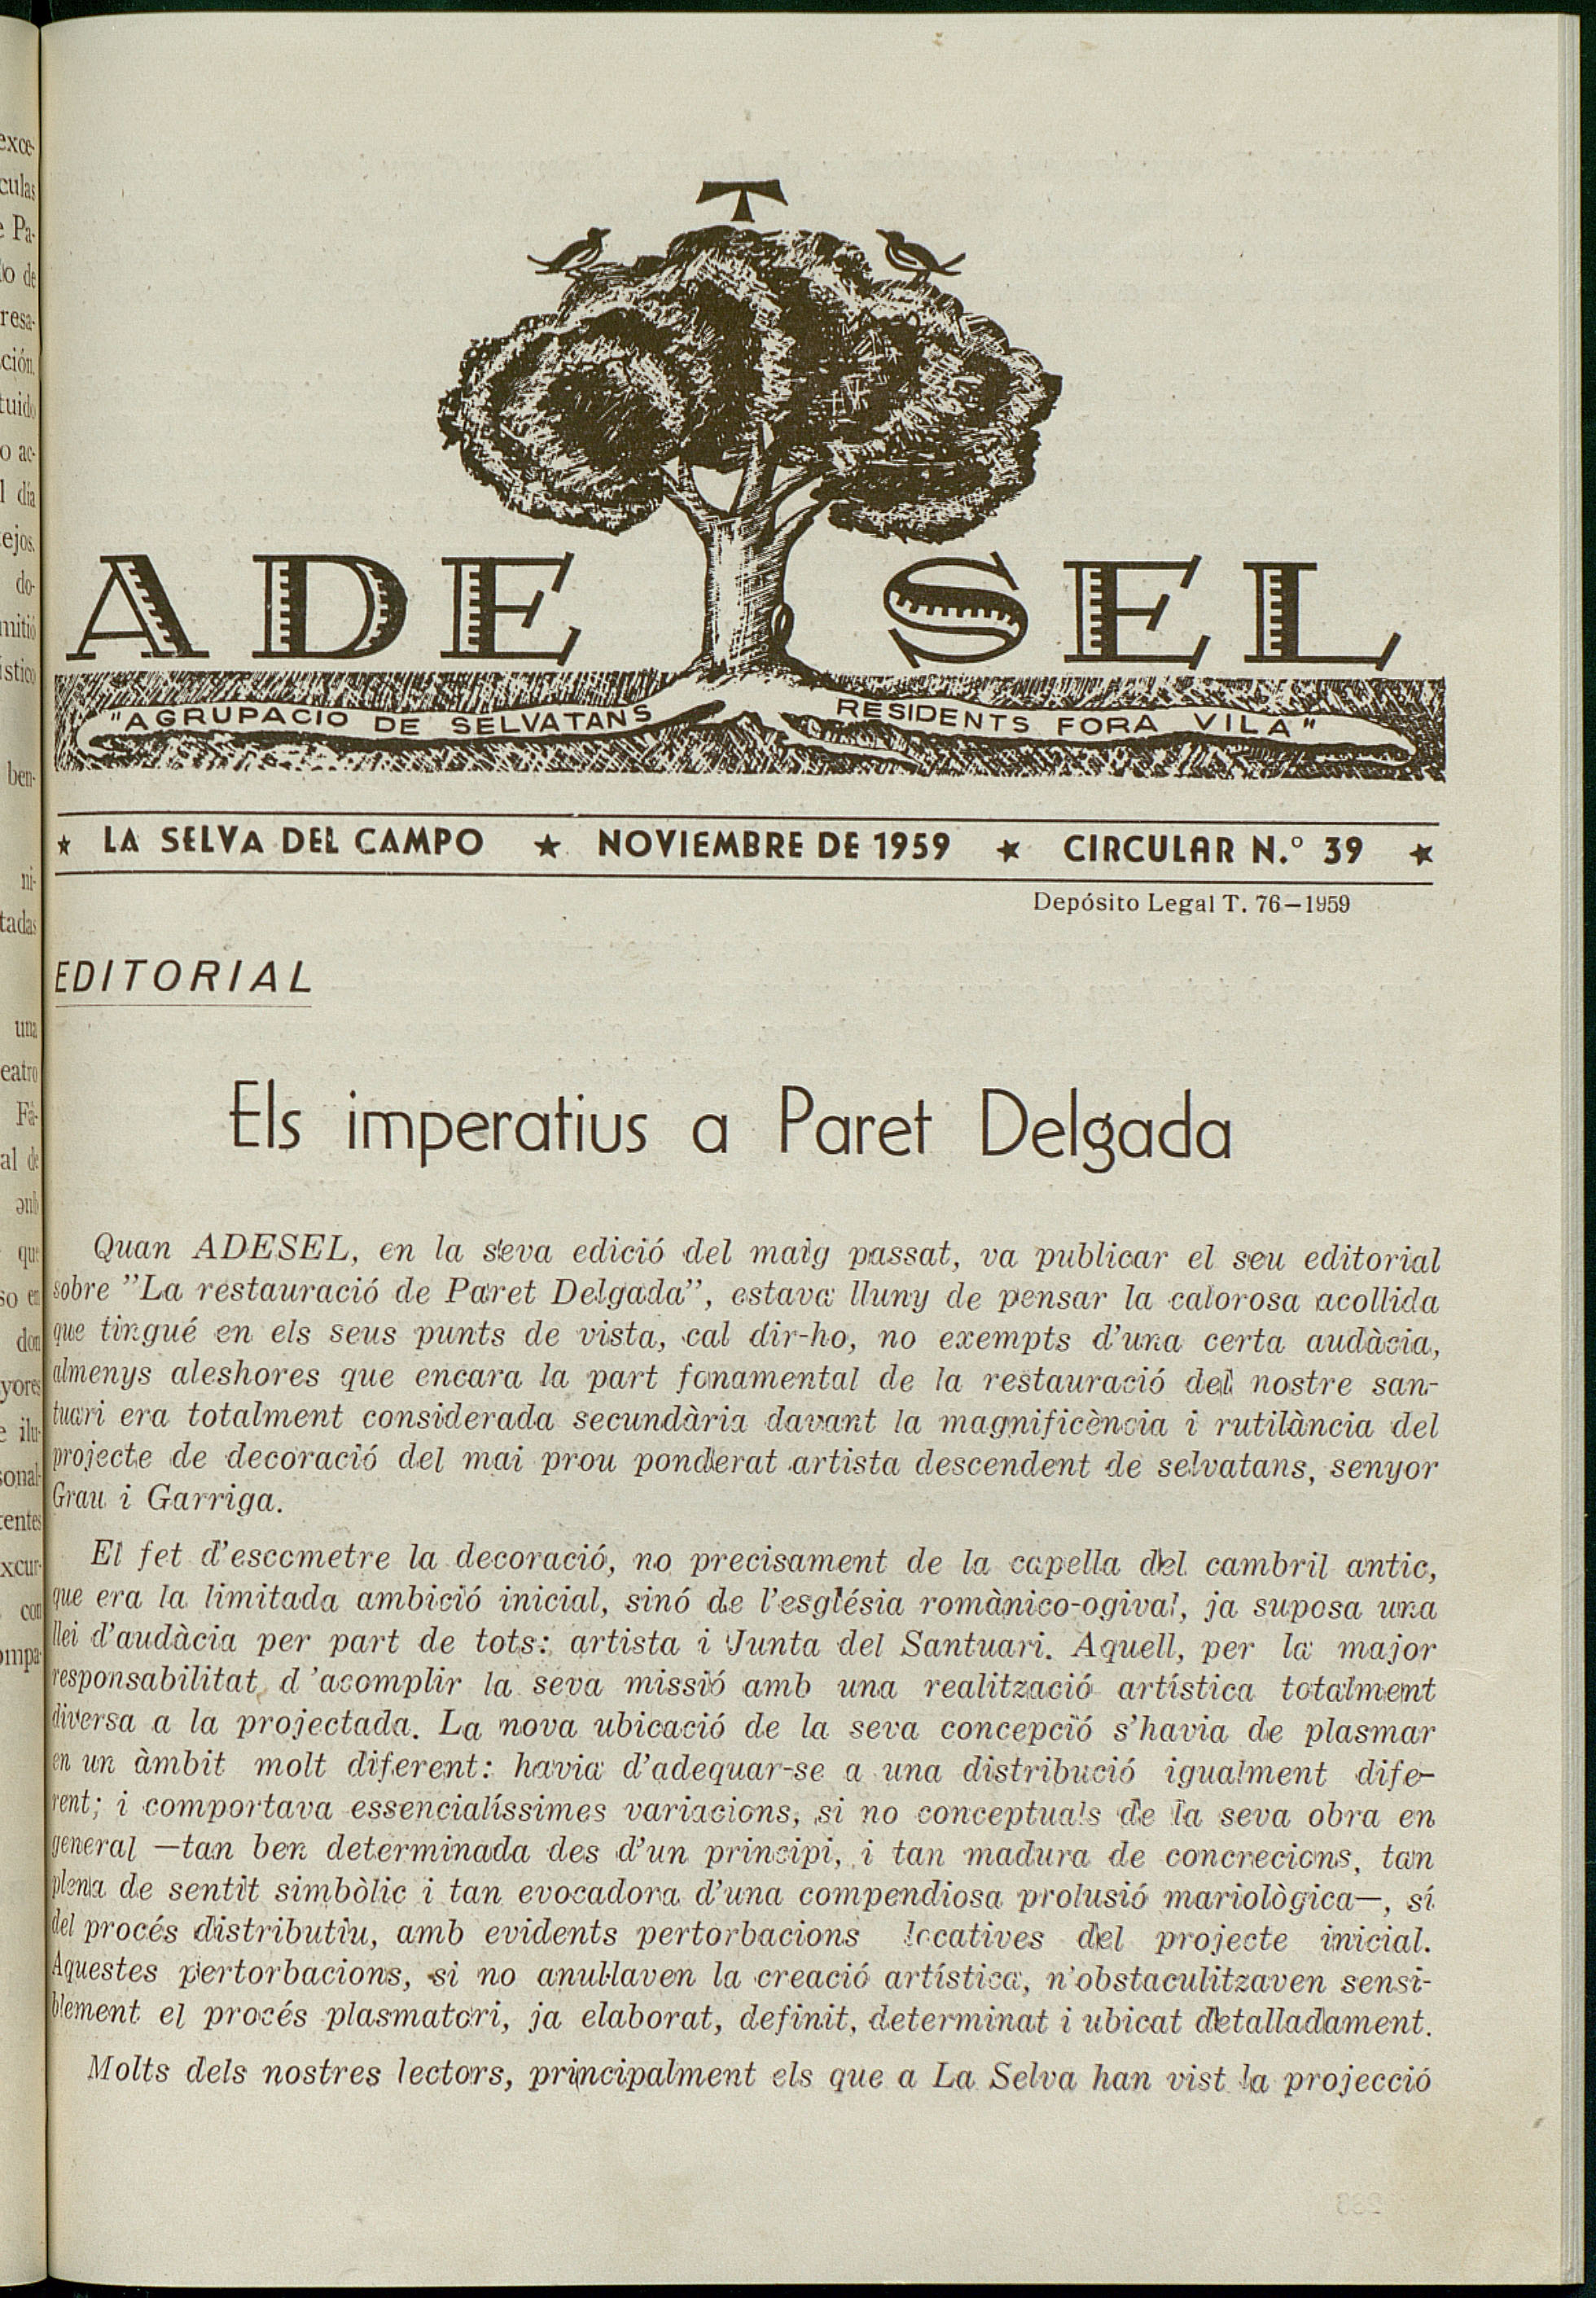 ADESEL
"AGRUPACIO DE SELVATANS RESIDENTS FORA VILA"
★ LA SELVA DEL CAMPO ★ NOVIEMBRE DE 1959 ★ CIRCULAR N.º 39 ★
Depósito Legal T. 76—1959
EDITORIAL
Els imperatius a Paret Delgada
Quan ADESEL, en la seva edició del maig passat, va publicar el seu editorial
sobre "La restauració de Paret Delgada", estava lluny de pensar la calorosa acollida
que tingué en els seus punts de vista, cal dir-ho, no exempts d'una certa audàcia,
almenys aleshores que encara la part fonamental de la restauració del nostre san-
tuari era totalment considerada secundària davant la magnificència i rutilància del
projecte de decoració del mai prou ponderat artista descendent de selvatans, senyor
Grau i Garriga.
El fet d'escometre la decoració, no precisament de la capella del cambril antic,
que era la limitada ambició inicial, sinó de l'església romànico-ogival, ja suposa una
llei d'audàcia per part de tots: artista i Junta del Santuari. Aquell, per la major
responsabilitat d'acomplir la seva missió amb una realització artística totalment
diversa a la projectada. La nova ubicació de la seva concepció s'havia de plasmar
en un àmbit molt diferent: havia d'adequar-se a una distribució igualment dife-
rent; i comportava essencialíssimes variacions, si no conceptuals de la seva obra en
general —tan ben determinada des d'un principi, i tan madura de concrecions, tan
plena de sentit simbòlic i tan evocadora d'una compendiosa prolusió mariològica—, sí
del procés distributiu, amb evidents pertorbacions locatives del projecte inicial.
Aquestes pertorbacions, si no anul·laven la creació artística, n'obstaculitzaven sensi-
blement el procés plasmatori, ja elaborat, definit, determinat i ubicat detalladament.
Molts dels nostres lectors, principalment els que a La Selva han vist la projecció